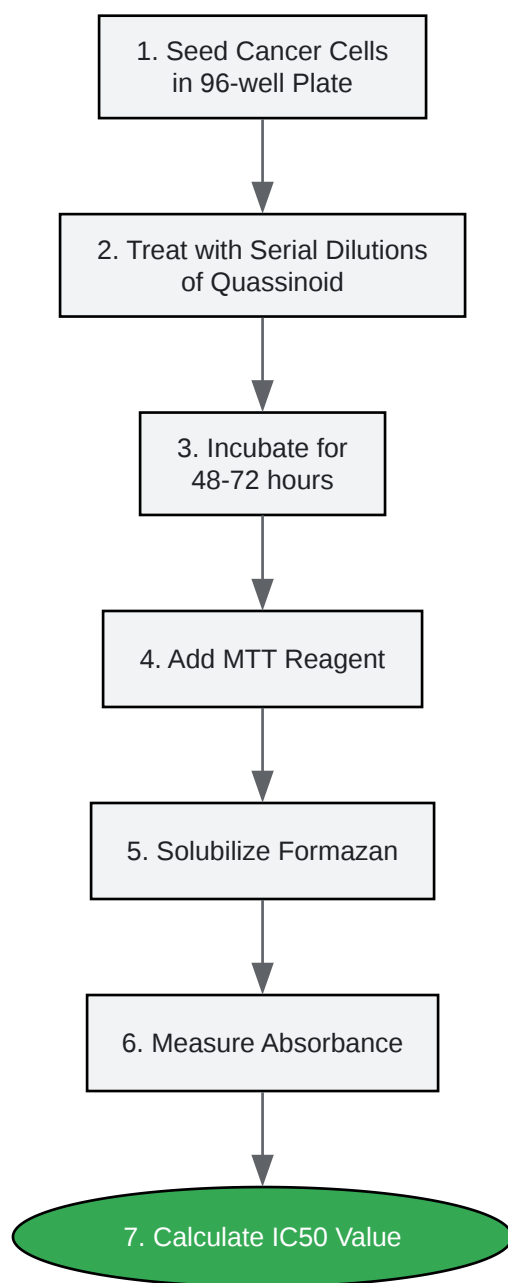 1. Seed Cancer Cells
in 96-well Plate
2. Treat with Serial Dilutions
of Quassinoid
3. Incubate for
48-72 hours
4. Add MTT Reagent
5. Solubilize Formazan
6. Measure Absorbance
7. Calculate IC50 Value